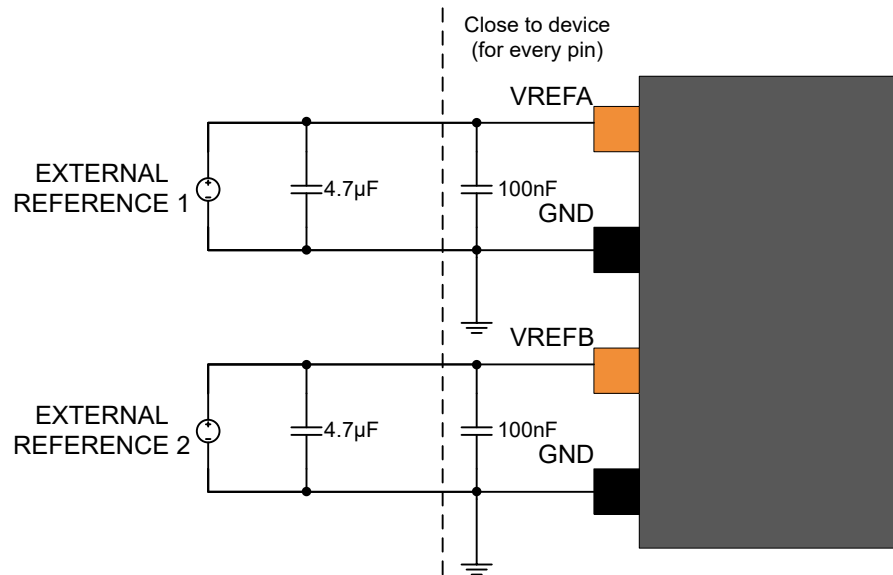 Close to device
(for every pin)
VREFA
EXTERNAL
REFERENCE 1
4.7µF
100nF
GND
VREFB
EXTERNAL
REFERENCE 2
4.7µF
100nF
GND